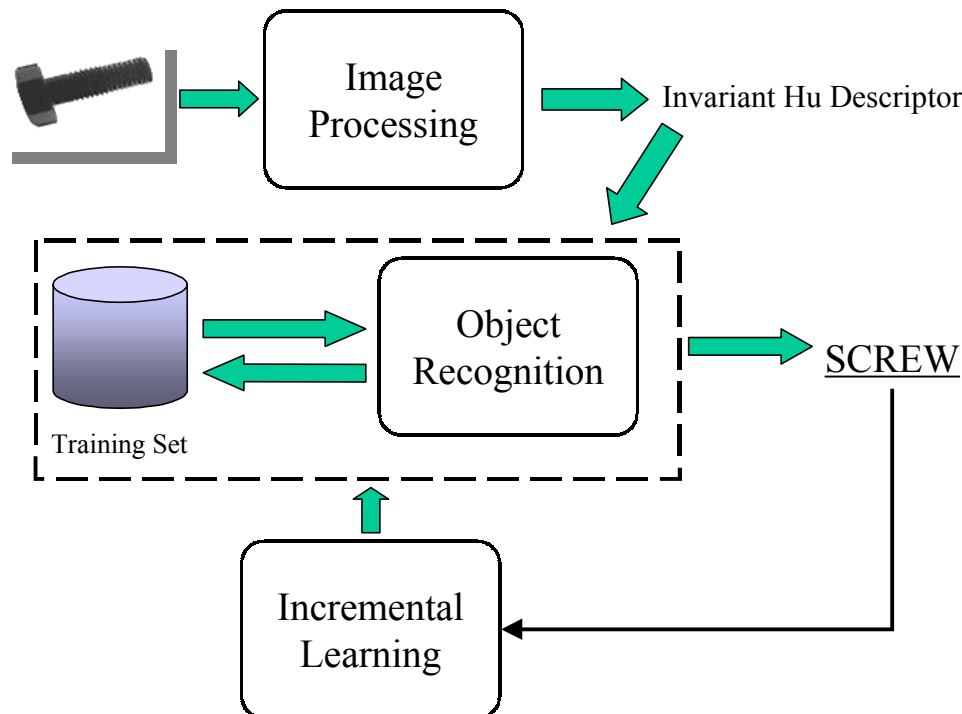 Image
Processing
Invariant Hu Descriptor
Object
Recognition
SCREW
Training Set
Incremental
Learning